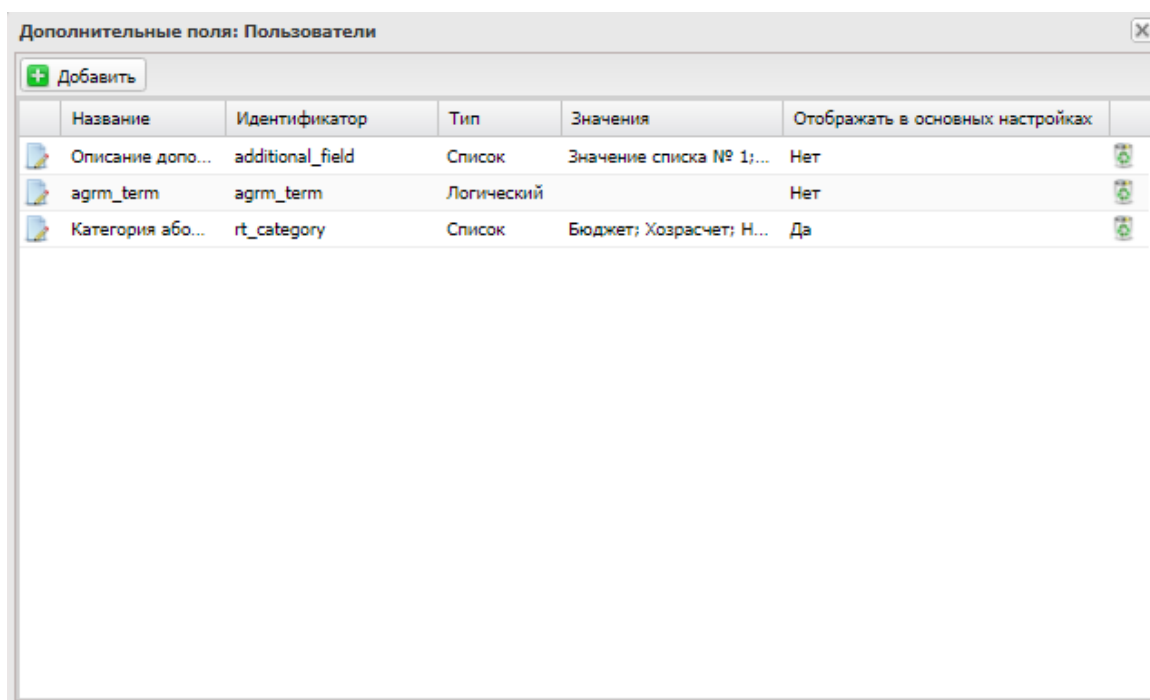 Дополнительные поля: Пользователи
Добавить
Название Идентификатор Тип Значения Отображать в основных настройках
Описание допо... additional_field Список Значение списка № 1;... Нет
agrm_term agrm_term Логический Нет
Категория або... rt_category Список Бюджет; Хозрасчет; Н... Да